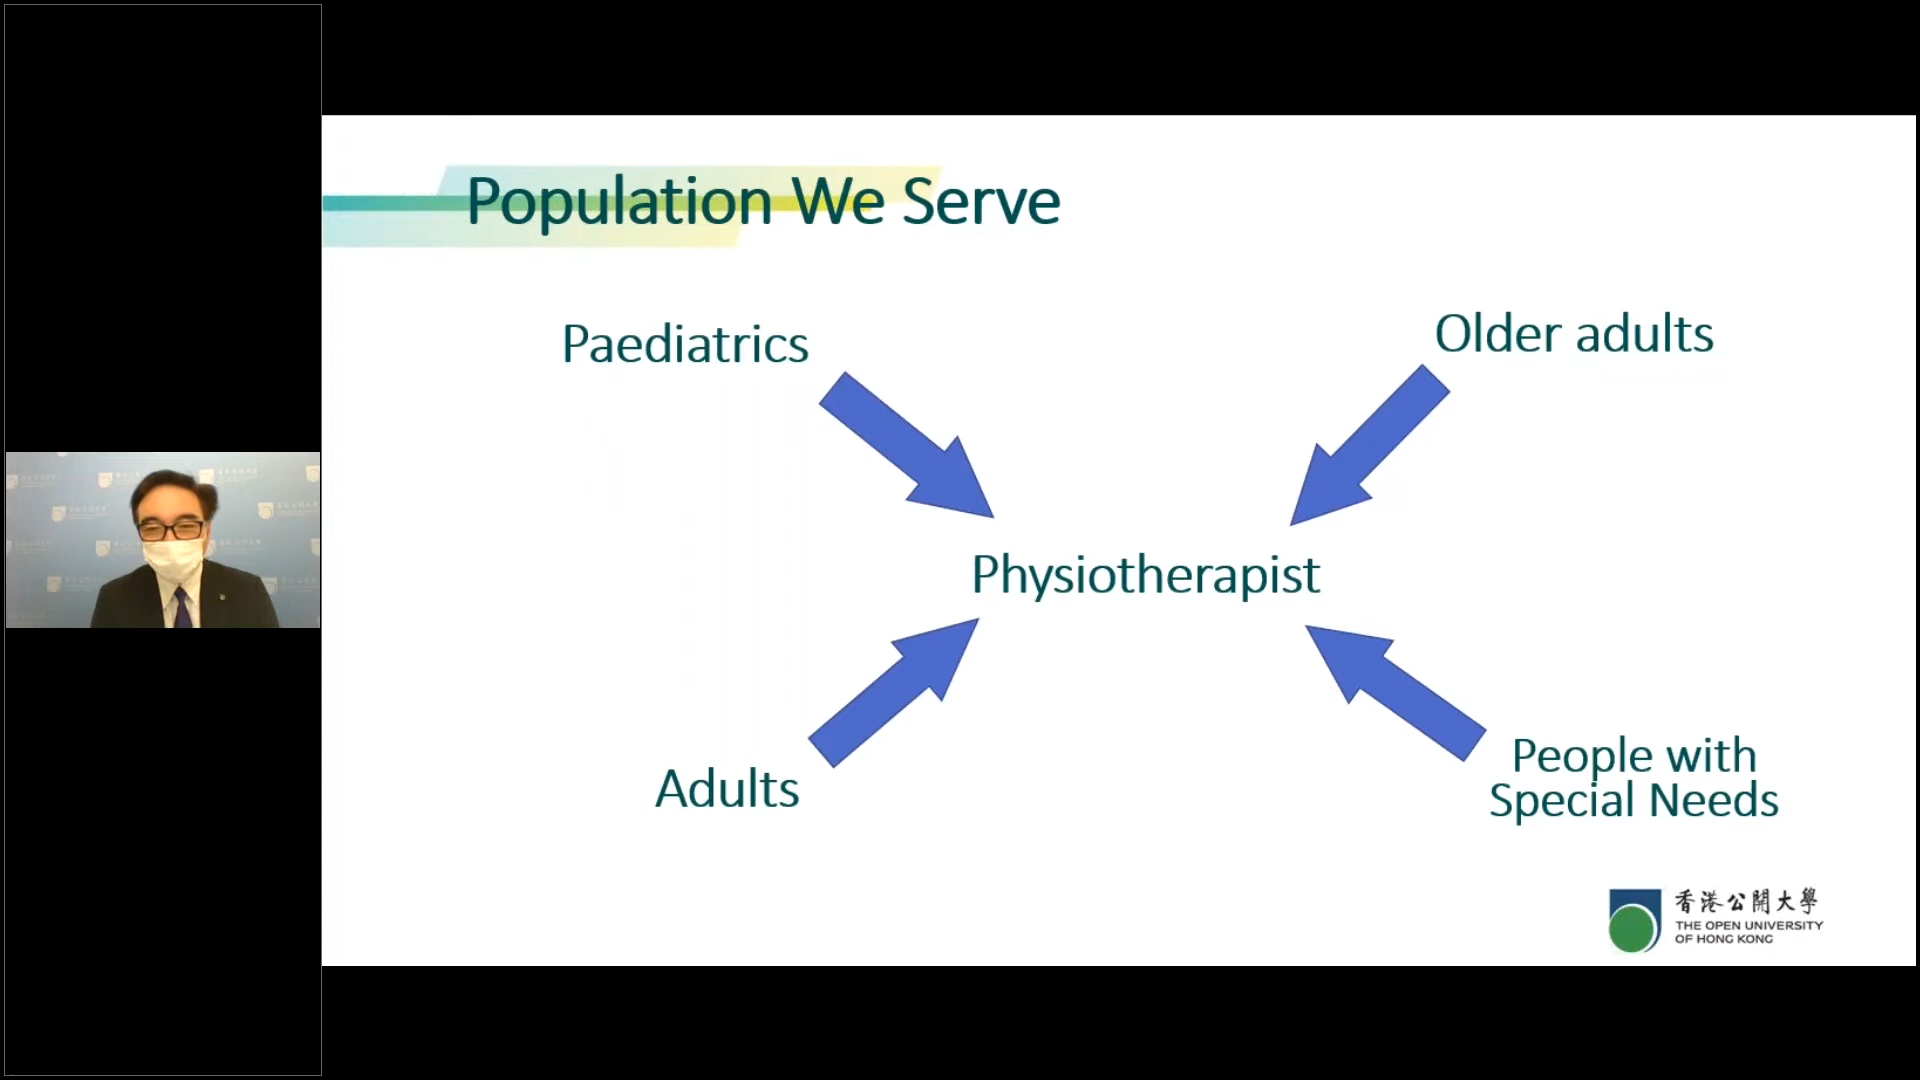 Population We Serve
Paediatrics
Older adults
Physiotherapist
Adults
People with
Special Needs
香港公開大學
THE OPEN UNIVERSITY
OF HONG KONG